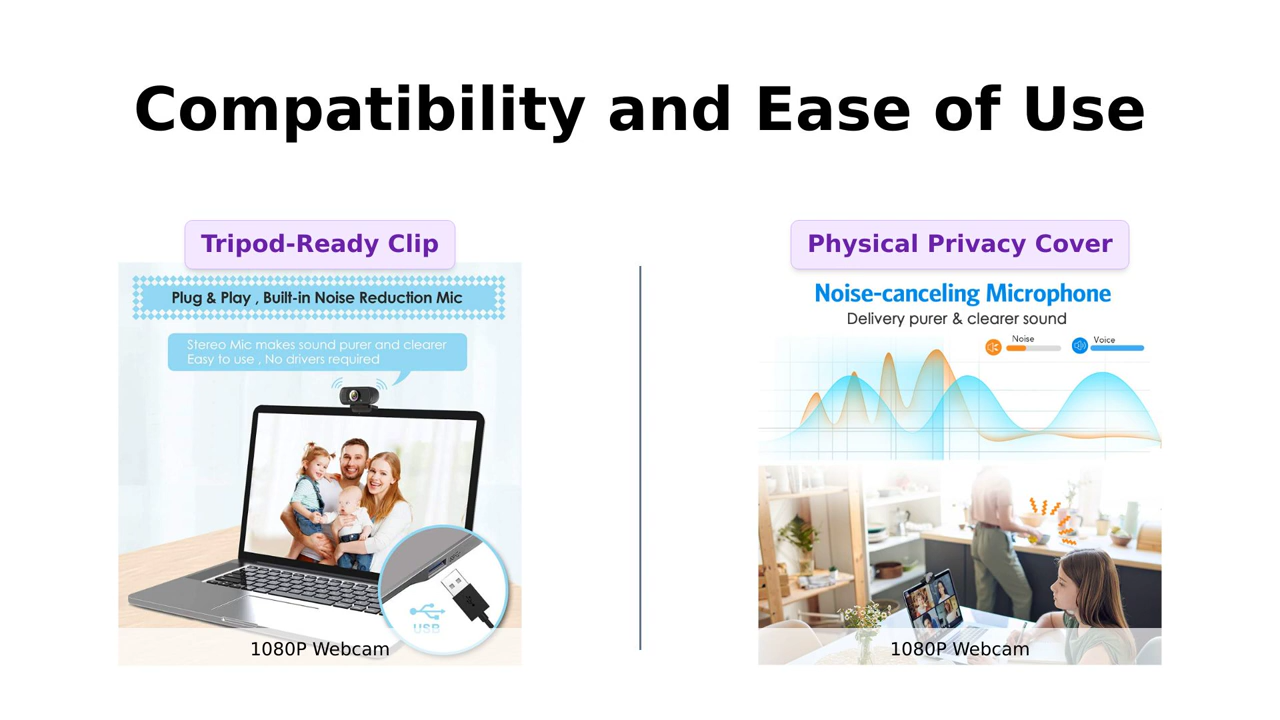 Compatibility and Ease of Use
Tripod-Ready Clip
Plug & Play , Built-in Noise Reduction Mic
Stereo Mic makes sound purer and clearer
Easy to use , No drivers required
USB
1080P Webcam
Physical Privacy Cover
Noise-canceling Microphone
Delivery purer & clearer sound
Noise
Voice
1080P Webcam